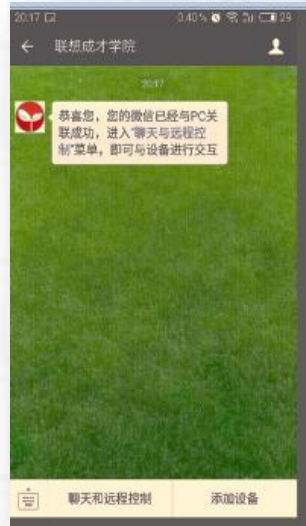 20:17
联想成才学院
20:17
恭喜您，您的微信已经与PC关
联成功，进入“聊天与远程控
制”菜单，即可与设备进行交互
聊天和远程控制
添加设备